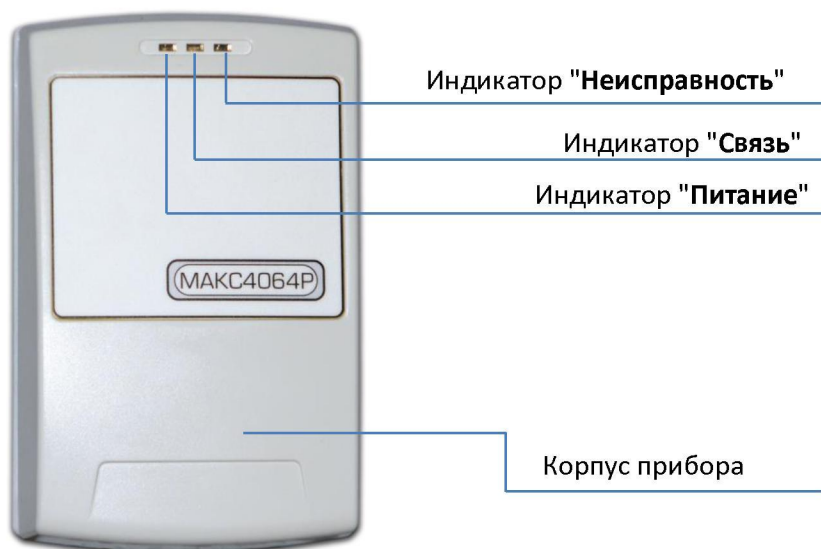 Индикатор "Неисправность"
Индикатор "Связь"
Индикатор "Питание"
МАКС4064Р
Корпус прибора